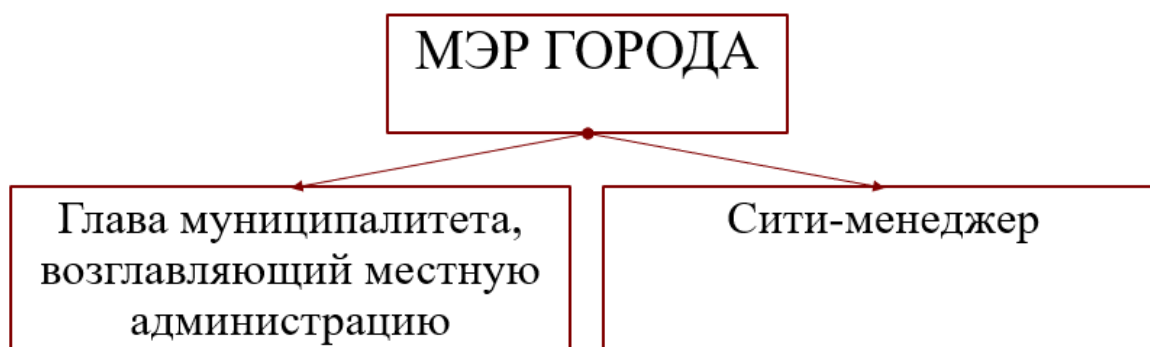 МЭР ГОРОДА
Глава муниципалитета,
возглавляющий местную
администрацию
Сити-менеджер